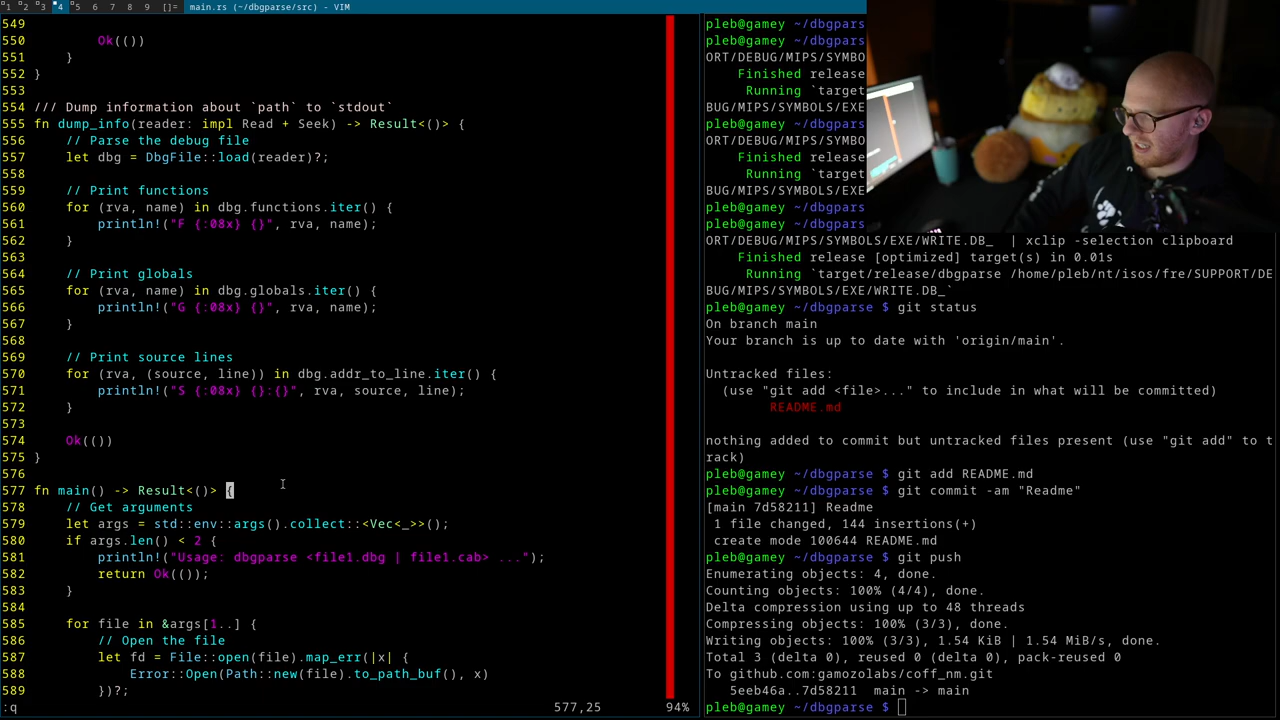 1 2 3 4 5 6 7 8 9 []= main.rs (~/dbgparse/src) - VIM
549
550 Ok(())
551 }
552 }
553
554 /// Dump information about `path` to `stdout`
555 fn dump_info(reader: impl Read + Seek) -> Result<()> {
556 // Parse the debug file
557 let dbg = DbgFile::load(reader)?;
558
559 // Print functions
560 for (rva, name) in dbg.functions.iter() {
561 println!("F {:08x} {}", rva, name);
562 }
563
564 // Print globals
565 for (rva, name) in dbg.globals.iter() {
566 println!("G {:08x} {}", rva, name);
567 }
568
569 // Print source lines
570 for (rva, (source, line)) in dbg.addr_to_line.iter() {
571 println!("S {:08x} {}:{}", rva, source, line);
572 }
573
574 Ok(())
575 }
576
577 fn main() -> Result<()> {
578 // Get arguments
579 let args = std::env::args().collect::<Vec<_>>();
580 if args.len() < 2 {
581 println!("Usage: dbgparse <file1.dbg | file1.cab> ...");
582 return Ok(());
583 }
584
585 for file in &args[1..] {
586 // Open the file
587 let fd = File::open(file).map_err(|x| {
588 Error::Open(Path::new(file).to_path_buf(), x)
589 })?;
:q 577,25 94%
pleb@gamey ~/dbgpars
pleb@gamey ~/dbgpars
ORT/DEBUG/MIPS/SYMBO
Finished release
Running `target
BUG/MIPS/SYMBOLS/EXE
pleb@gamey ~/dbgpars
ORT/DEBUG/MIPS/SYMBO
Finished release
Running `target
BUG/MIPS/SYMBOLS/EXE
pleb@gamey ~/dbgpars
pleb@gamey ~/dbgpars
ORT/DEBUG/MIPS/SYMBOLS/EXE/WRITE.DB_ | xclip -selection clipboard
Finished release [optimized] target(s) in 0.01s
Running `target/release/dbgparse /home/pleb/nt/isos/fre/SUPPORT/DE
BUG/MIPS/SYMBOLS/EXE/WRITE.DB_`
pleb@gamey ~/dbgparse $ git status
On branch main
Your branch is up to date with 'origin/main'.
Untracked files:
(use "git add <file>..." to include in what will be committed)
README.md
nothing added to commit but untracked files present (use "git add" to t
rack)
pleb@gamey ~/dbgparse $ git add README.md
pleb@gamey ~/dbgparse $ git commit -am "Readme"
[main 7d58211] Readme
1 file changed, 144 insertions(+)
create mode 100644 README.md
pleb@gamey ~/dbgparse $ git push
Enumerating objects: 4, done.
Counting objects: 100% (4/4), done.
Delta compression using up to 48 threads
Compressing objects: 100% (3/3), done.
Writing objects: 100% (3/3), 1.54 KiB | 1.54 MiB/s, done.
Total 3 (delta 0), reused 0 (delta 0), pack-reused 0
To github.com:gamozolabs/coff_nm.git
5eeb46a..7d58211 main -> main
pleb@gamey ~/dbgparse $